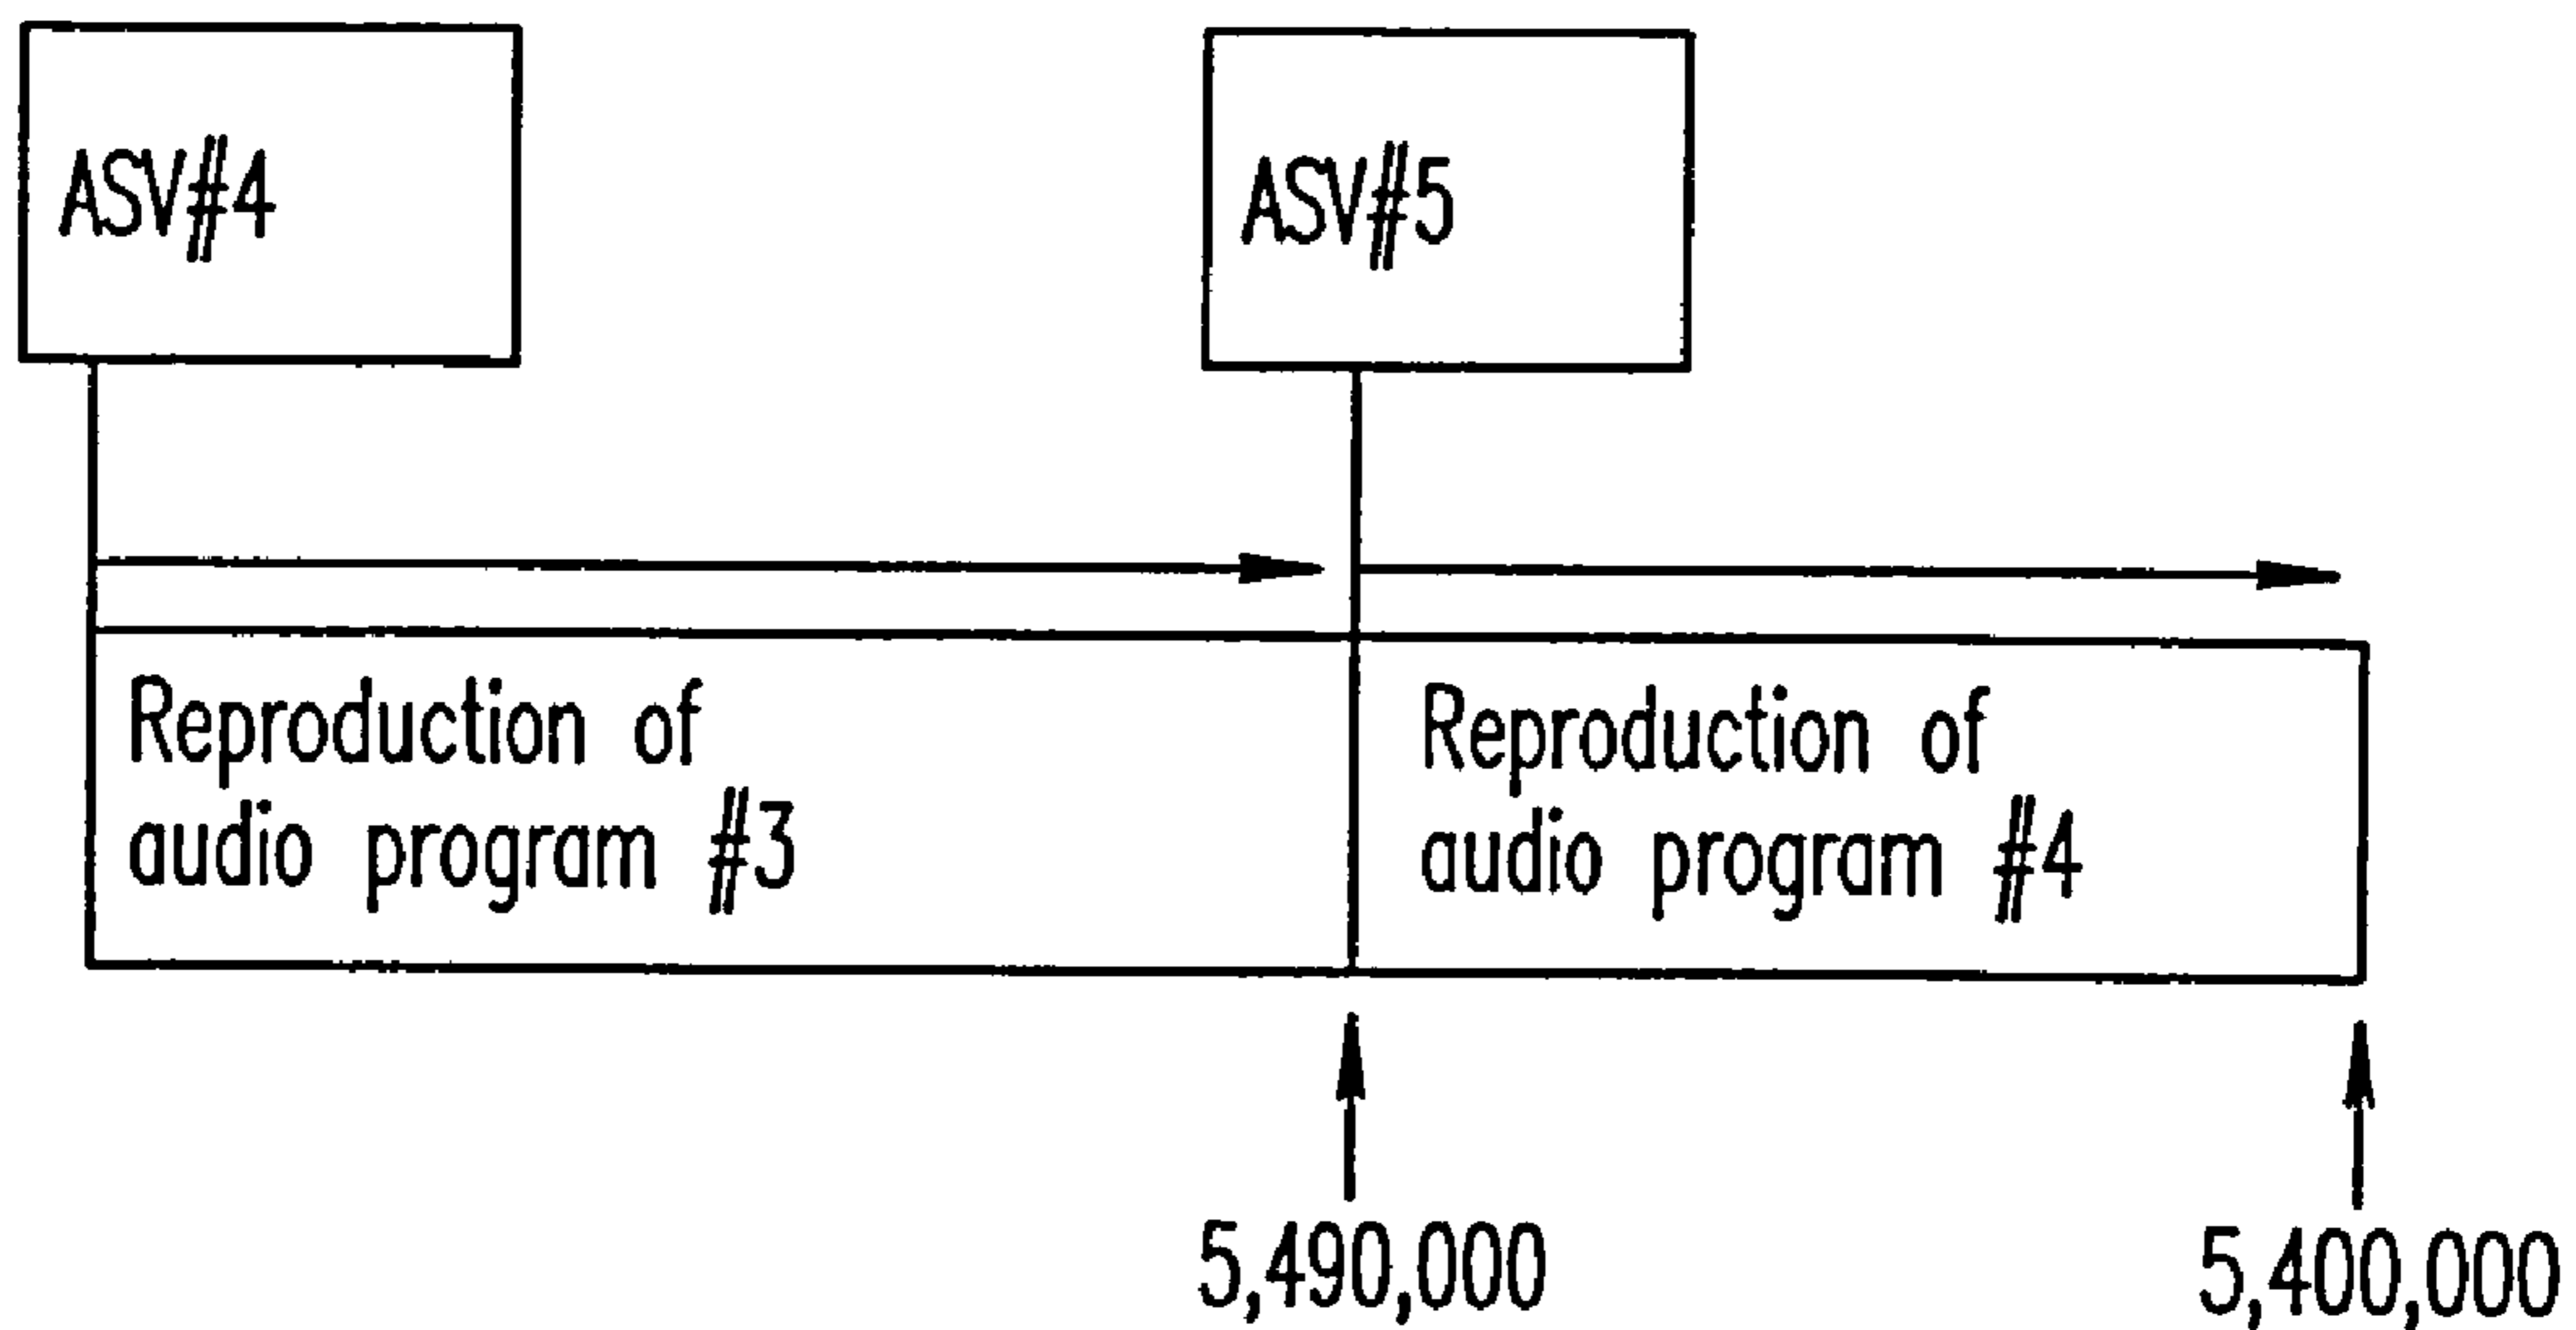 ASV#4
ASV#5
Reproduction of
audio program #3
Reproduction of
audio program #4
5,490,000
5,400,000